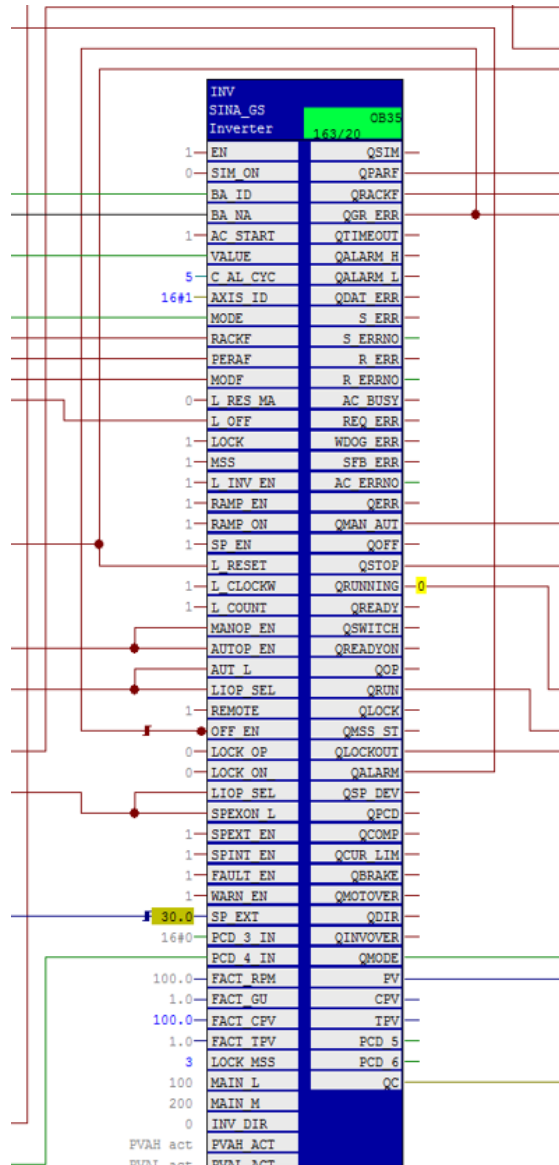 INV
SINA_GS OB35
Inverter 163/20
1 EN QSIM
0 SIM_ON QPARF
BA_ID QRACKF
BA_NA QGR_ERR
1 AC_START QTIMEOUT
VALUE QALARM_H
5 C_AL_CYC QALARM_L
16#1 AXIS_ID QDAT_ERR
MODE S_ERR
RACKF S_ERRNO
PERAF R_ERR
MODF R_ERRNO
0 L_RES_MA AC_BUSY
L_OFF REQ_ERR
1 LOCK WDOG_ERR
1 MSS SFB_ERR
1 L_INV_EN AC_ERRNO
1 RAMP_EN QERR
1 RAMP_ON QMAN_AUT
1 SP_EN QOFF
L_RESET QSTOP
1 L_CLOCKW QRUNNING 0
1 L_COUNT QREADY
MANOP_EN QSWITCH
AUTOP_EN QREADYON
AUT_L QOP
LIOP_SEL QRUN
1 REMOTE QLOCK
OFF_EN QMSS_ST
0 LOCK_OP QLOCKOUT
0 LOCK_ON QALARM
LIOP_SEL QSP_DEV
SPEXON_L QPCD
1 SPEXT_EN QCOMP
1 SPINT_EN QCUR_LIM
1 FAULT_EN QBRAKE
1 WARN_EN QMOTOVER
30.0 SP_EXT QDIR
16#0 PCD_3_IN QINVOVER
PCD_4_IN QMODE
100.0 FACT_RPM PV
1.0 FACT_GU CPV
100.0 FACT_CPV TPV
1.0 FACT_TPV PCD_5
3 LOCK_MSS PCD_6
100 MAIN_L QC
200 MAIN_M
0 INV_DIR
PVAH act PVAH_ACT
PVAL act PVAL_ACT